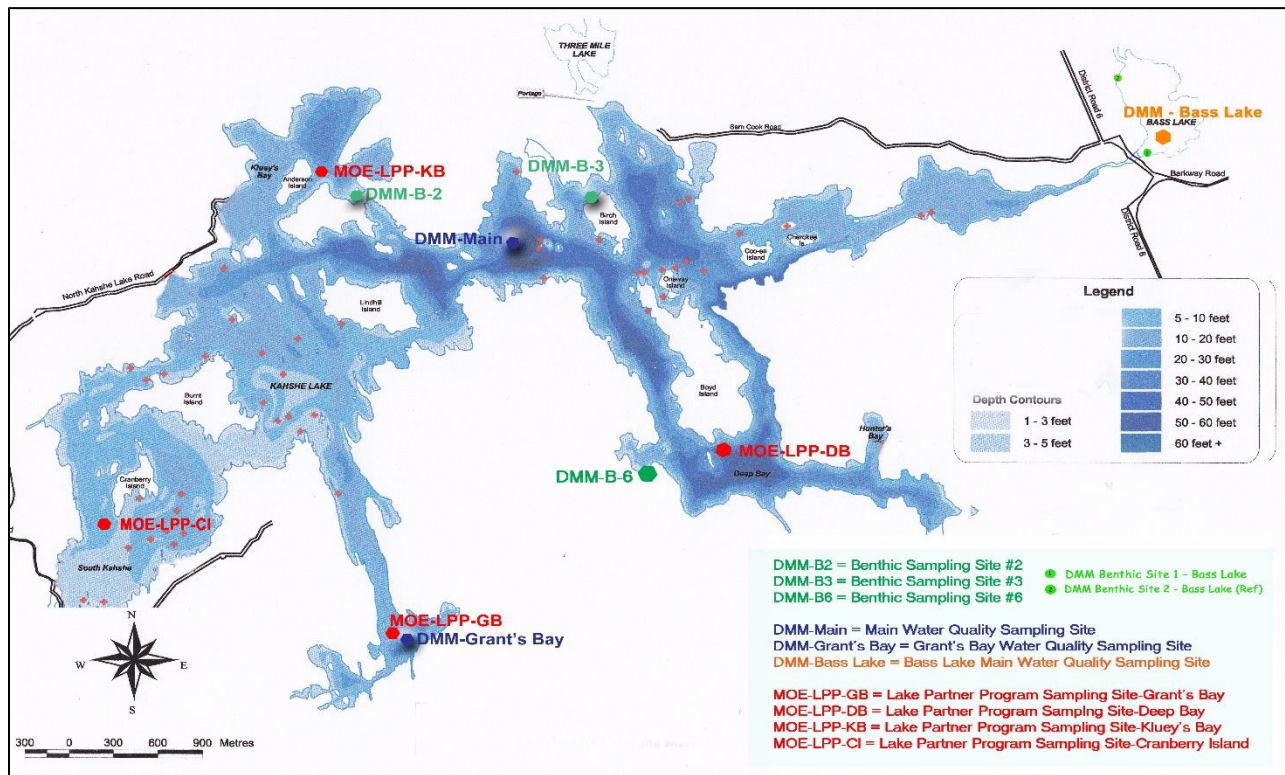 THREE MILE
LAKE
Portage
District Road 6
2
DMM - Bass Lake
BASS LAKE
1
Sam Cook Road
Barkway Road
District Road 6
Kluey's
Bay
Anderson
Island
MOE-LPP-KB
DMM-B-2
DMM-B-3
Birch
Island
DMM-Main
Cherokee
Is
Coo-ee
Island
Oneway
Island
North Kahshe Lake Road
Lindhill
Island
KAHSHE LAKE
Burnt
Island
Boyd
Island
Hunter's
Bay
MOE-LPP-DB
Deep Bay
DMM-B-6
Cranberry
Island
MOE-LPP-CI
South Kahshe
MOE-LPP-GB
DMM-Grant's Bay
Legend
5 - 10 feet
10 - 20 feet
20 - 30 feet
30 - 40 feet
40 - 50 feet
50 - 60 feet
60 feet +
Depth Contours
1 - 3 feet
3 - 5 feet
DMM-B2 = Benthic Sampling Site #2
DMM-B3 = Benthic Sampling Site #3
DMM-B6 = Benthic Sampling Site #6
1 DMM Benthic Site 1 - Bass Lake
2 DMM Benthic Site 2 - Bass Lake (Ref)
DMM-Main = Main Water Quality Sampling Site
DMM-Grant's Bay = Grant's Bay Water Quality Sampling Site
DMM-Bass Lake = Bass Lake Main Water Quality Sampling Site
MOE-LPP-GB = Lake Partner Program Sampling Site-Grant's Bay
MOE-LPP-DB = Lake Partner Program Sampling Site-Deep Bay
MOE-LPP-KB = Lake Partner Program Sampling Site-Kluey's Bay
MOE-LPP-CI = Lake Partner Program Sampling Site-Cranberry Island
N
W
E
S
300 0 300 600 900 Metres